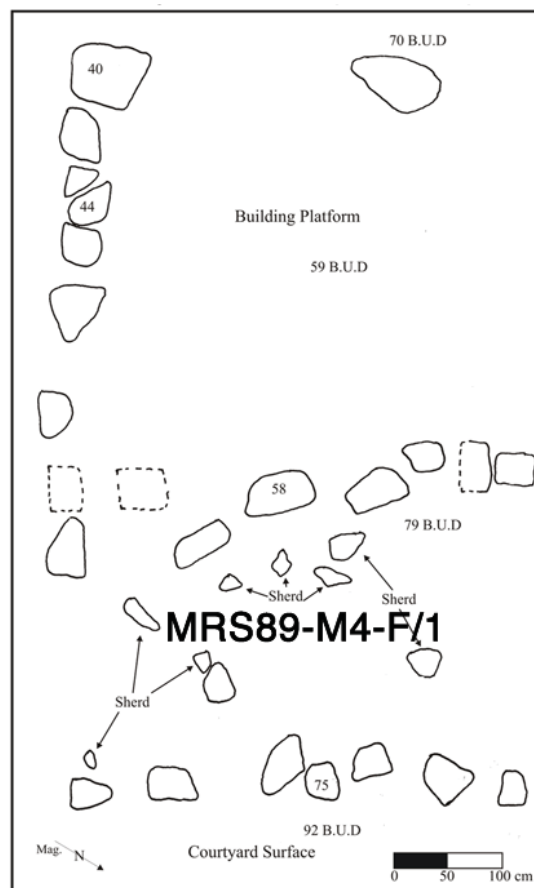 70 B.U.D
40
44
Building Platform
59 B.U.D
58
79 B.U.D
Sherd
Sherd
MRS89-M4-F/1
Sherd
75
92 B.U.D
Mag. N
Courtyard Surface
0 50 100 cm